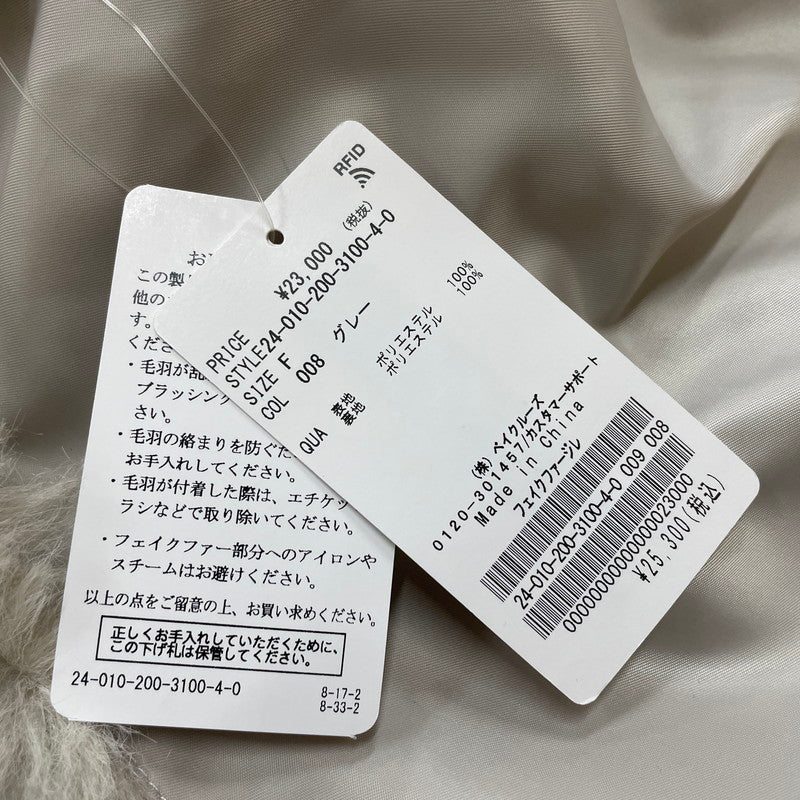 RFID
PRICE ¥23,000 (税抜)
STYLE24-010-200-3100-4-0
SIZE F
COL 008 グレー
QUA 表地 ポリエステル 100%
裏地 ポリエステル 100%
(株) ベイクルーズ
0120-301457/カスタマーサポート
Made in China
フェイクファージレ
24-010-200-3100-4-0 009 008
0000000000000000023000
¥25,300(税込)
お
この製
他の
す。
くださ
・毛羽が乱
ブラッシング
さい。
・毛羽の絡まりを防ぐた
お手入れしてください。
・毛羽が付着した際は、エチケッ
ラシなどで取り除いてください。
・フェイクファー部分へのアイロンや
スチームはお避けください。
以上の点をご留意の上、お買い求めください。
正しくお手入れしていただくために、
この下げ札は保管してください。
24-010-200-3100-4-0
8-17-2
8-33-2